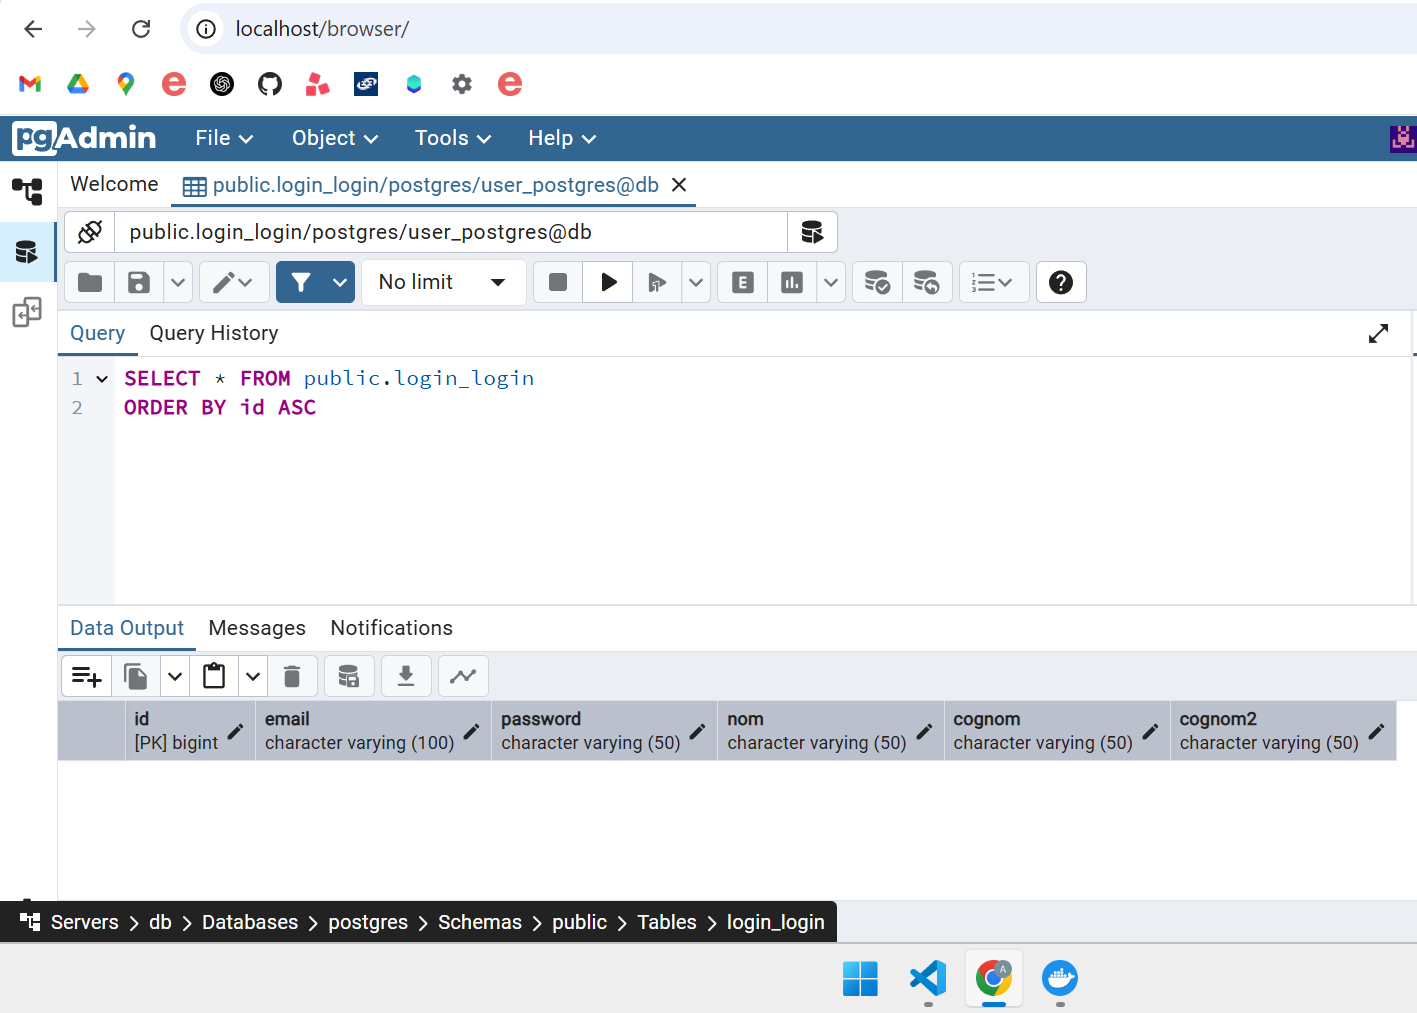 localhost/browser/
pgAdmin File Object Tools Help
Welcome public.login_login/postgres/user_postgres@db
public.login_login/postgres/user_postgres@db
No limit
E
Query Query History
1 SELECT * FROM public.login_login
2 ORDER BY id ASC
Data Output Messages Notifications
id email password nom cognom cognom2
[PK] bigint character varying (100) character varying (50) character varying (50) character varying (50) character varying (50)
Servers db Databases postgres Schemas public Tables login_login
A